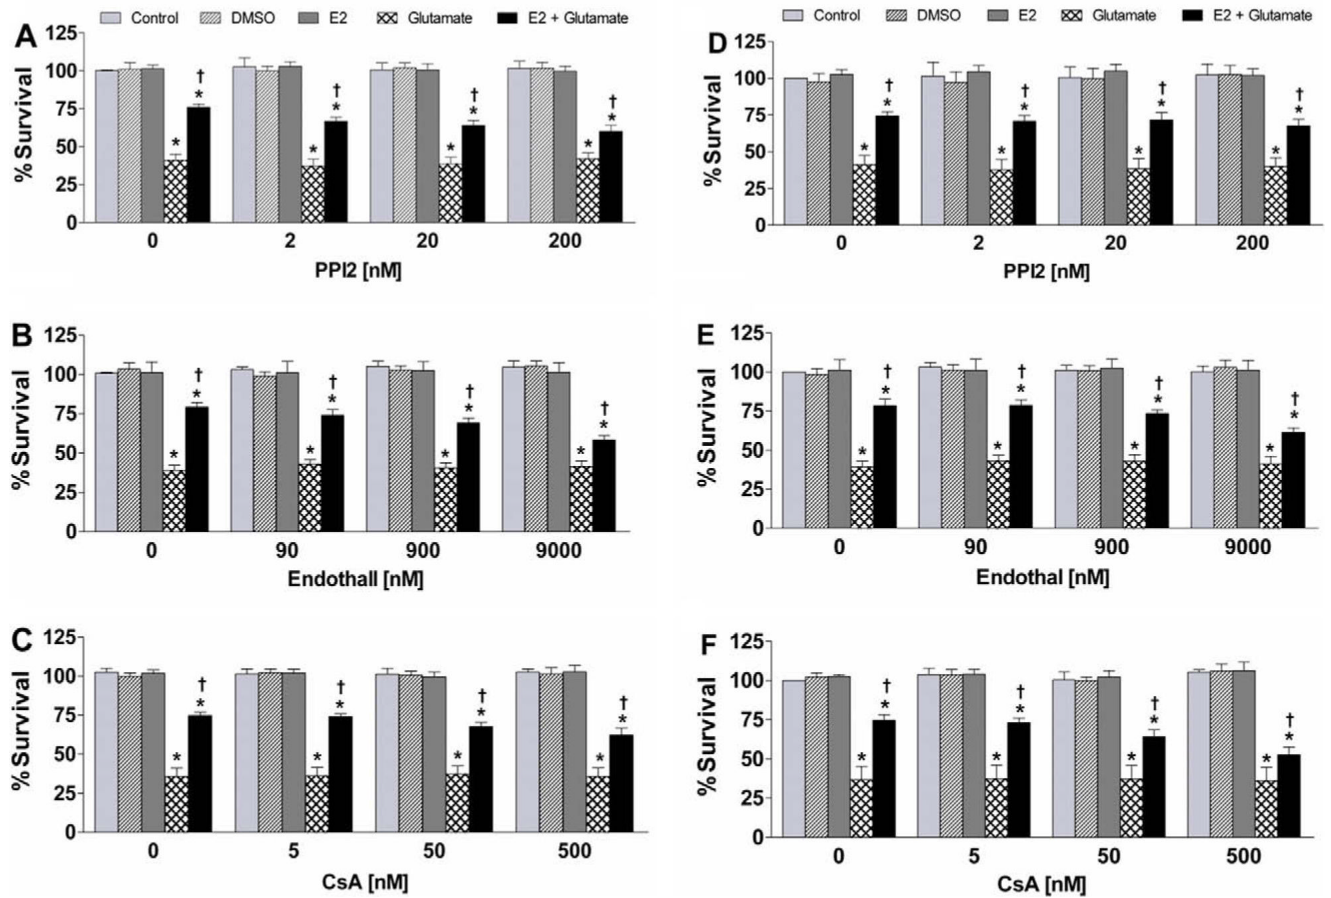 Control DMSO E2 Glutamate E2 + Glutamate
A
% Survival
125
100
75
50
25
0
† * * † * * † * * † * *
0 2 20 200
PPI2 [nM]
B
% Survival
125
100
75
50
25
0
† * * † * * † * * † * *
0 90 900 9000
Endothall [nM]
C
% Survival
125
100
75
50
25
0
† * * † * * † * * † * *
0 5 50 500
CsA [nM]
Control DMSO E2 Glutamate E2 + Glutamate
D
% Survival
125
100
75
50
25
0
† * * † * * † * * † * *
0 2 20 200
PPI2 [nM]
E
% Survival
125
100
75
50
25
0
† * * † * * † * * † * *
0 90 900 9000
Endothal [nM]
F
% Survival
125
100
75
50
25
0
† * * † * * † * * † * *
0 5 50 500
CsA [nM]